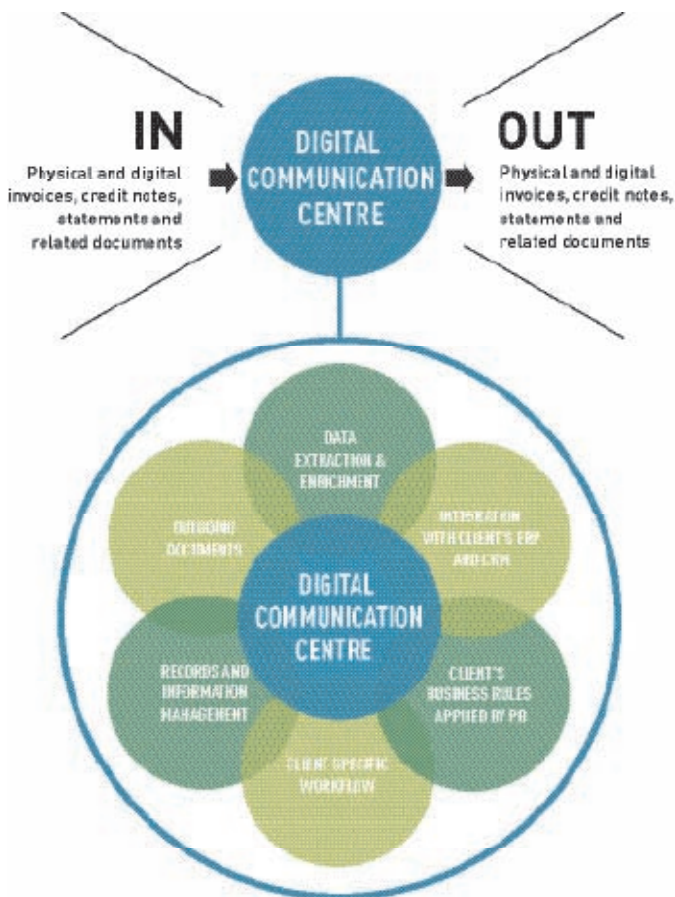 IN
Physical and digital
invoices, credit notes,
statements and
related documents
DIGITAL
COMMUNICATION
CENTRE
OUT
Physical and digital
invoices, credit notes,
statements and
related documents
DATA
EXTRACTION &
ENRICHMENT
OUTGOING
DOCUMENTS
INTEGRATION
WITH CLIENT'S ERP
AND CRM
DIGITAL
COMMUNICATION
CENTRE
RECORDS AND
INFORMATION
MANAGEMENT
CLIENT'S
BUSINESS RULES
APPLIED BY PB
CLIENT SPECIFIC
WORKFLOW